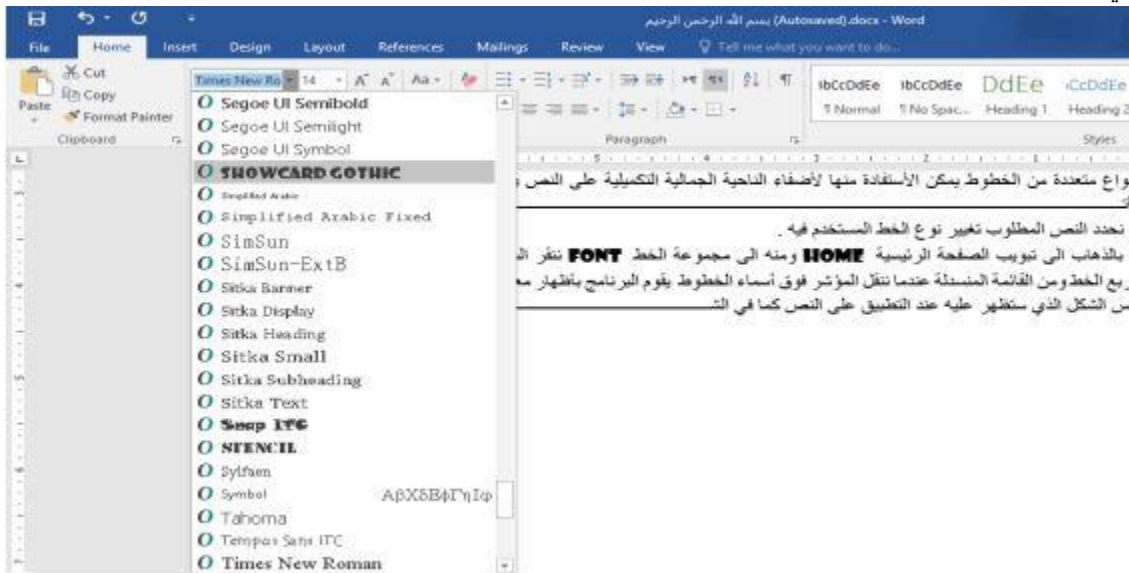 بسم الله الرحمن الرحيم (Autosaved).docx - Word
File Home Insert Design Layout References Mailings Review View Tell me what you want to do...
Paste
Cut
Copy
Format Painter
Clipboard
Times New Ro 14
Paragraph
Normal
No Spac...
Heading 1
Heading 2
Styles
Segoe UI Semibold
Segoe UI Semilight
Segoe UI Symbol
SHOWCARD GOTHIC
Simplified Arabic
Simplified Arabic Fixed
SimSun
SimSun-ExtB
Sitka Banner
Sitka Display
Sitka Heading
Sitka Small
Sitka Subheading
Sitka Text
Snap ITC
STENCIL
Sylfaen
Symbol
Tahoma
Tempus Sans ITC
Times New Roman
متعددة من الخطوط يمكن الأستفادة منها لأضفاء الناحية الجمالية التكميلية على النص
نحدد النص المطلوب تغيير نوع الخط المستخدم فيه .
بالذهاب الى تبويب الصفحة الرئيسية HOME ومنه الى مجموعة الخط FONT ننقر
الخط ومن القائمة المنسدلة عندما ننقل المؤشر فوق أسماء الخطوط يقوم البرنامج بأظهار
الشكل الذي ستظهر عليه عند التطبيق على النص كما في